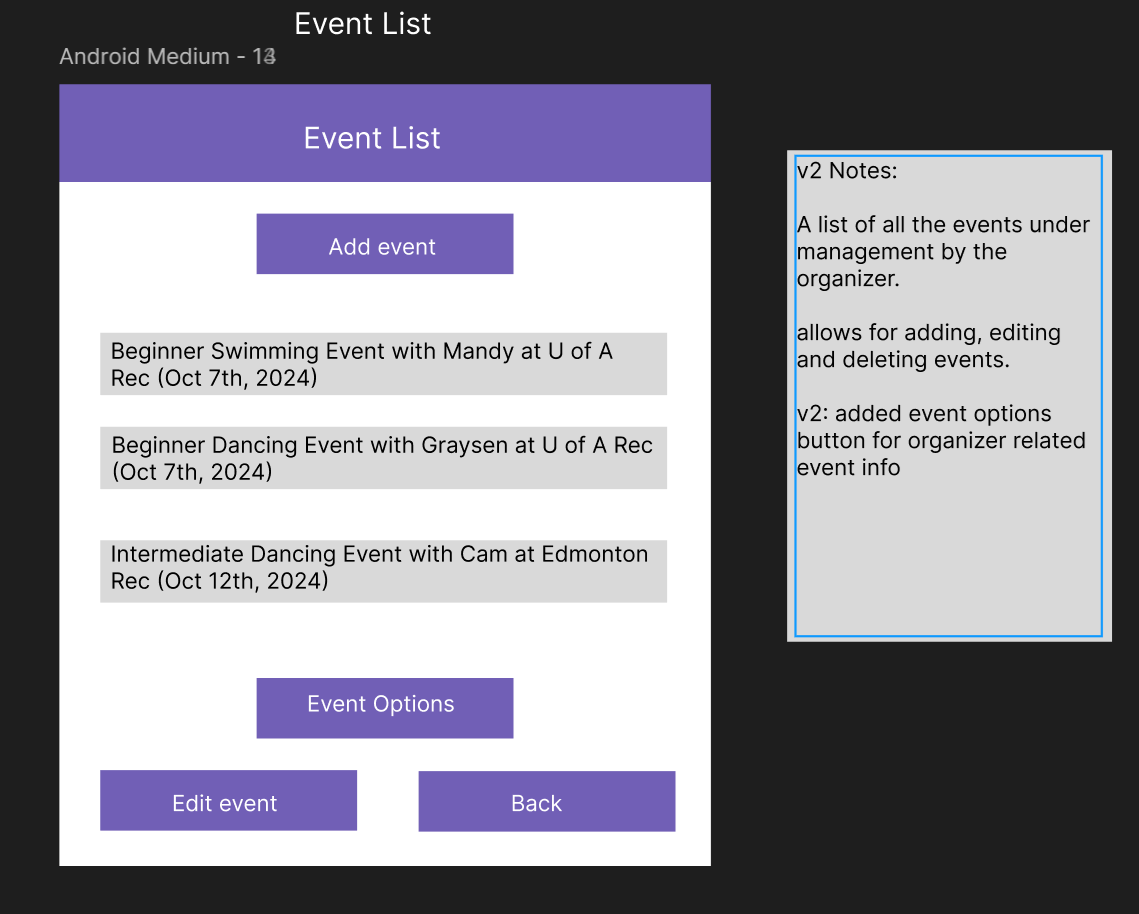 Event List
Android Medium -
Event List
Add event
Beginner Swimming Event with Mandy at U of A
Rec (Oct 7th, 2024)
Beginner Dancing Event with Graysen at U of A Rec
(Oct 7th, 2024)
Intermediate Dancing Event with Cam at Edmonton
Rec (Oct 12th, 2024)
Event Options
Edit event
Back
v2 Notes:
A list of all the events under
management by the
organizer.
allows for adding, editing
and deleting events.
v2: added event options
button for organizer related
event info